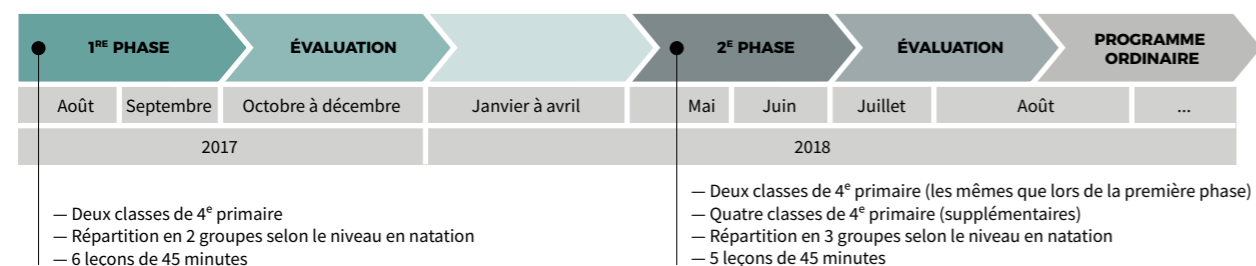 1RE PHASE
ÉVALUATION
2E PHASE
ÉVALUATION
PROGRAMME
ORDINAIRE
Août
Septembre
Octobre à décembre
Janvier à avril
Mai
Juin
Juillet
Août
...
2017
2018
— Deux classes de 4e primaire
— Répartition en 2 groupes selon le niveau en natation
— 6 leçons de 45 minutes
— Deux classes de 4e primaire (les mêmes que lors de la première phase)
— Quatre classes de 4e primaire (supplémentaires)
— Répartition en 3 groupes selon le niveau en natation
— 5 leçons de 45 minutes